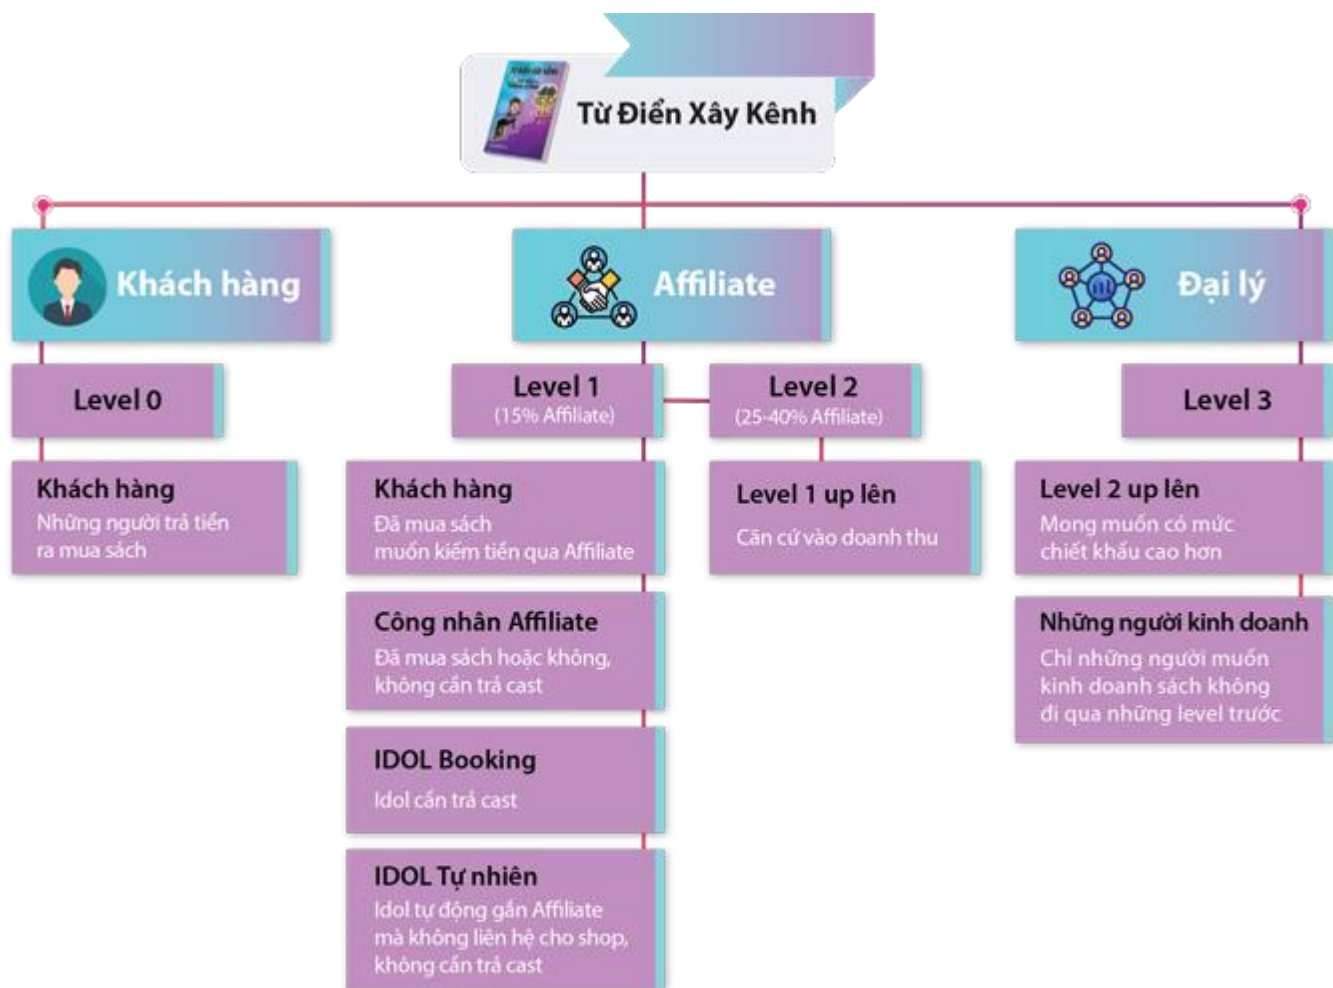 Từ Điển Xây Kênh
Khách hàng
Affiliate
Đại lý
Level 0
Level 1
(15% Affiliate)
Level 2
(25-40% Affiliate)
Level 3
Khách hàng
Những người trả tiền
ra mua sách
Khách hàng
Đã mua sách
muốn kiếm tiền qua Affiliate
Level 1 up lên
Căn cứ vào doanh thu
Level 2 up lên
Mong muốn có mức
chiết khấu cao hơn
Công nhân Affiliate
Đã mua sách hoặc không,
không cần trả cast
Những người kinh doanh
Chỉ những người muốn
kinh doanh sách không
đi qua những level trước
IDOL Booking
Idol cần trả cast
IDOL Tự nhiên
Idol tự động gắn Affiliate
mà không liên hệ cho shop,
không cần trả cast